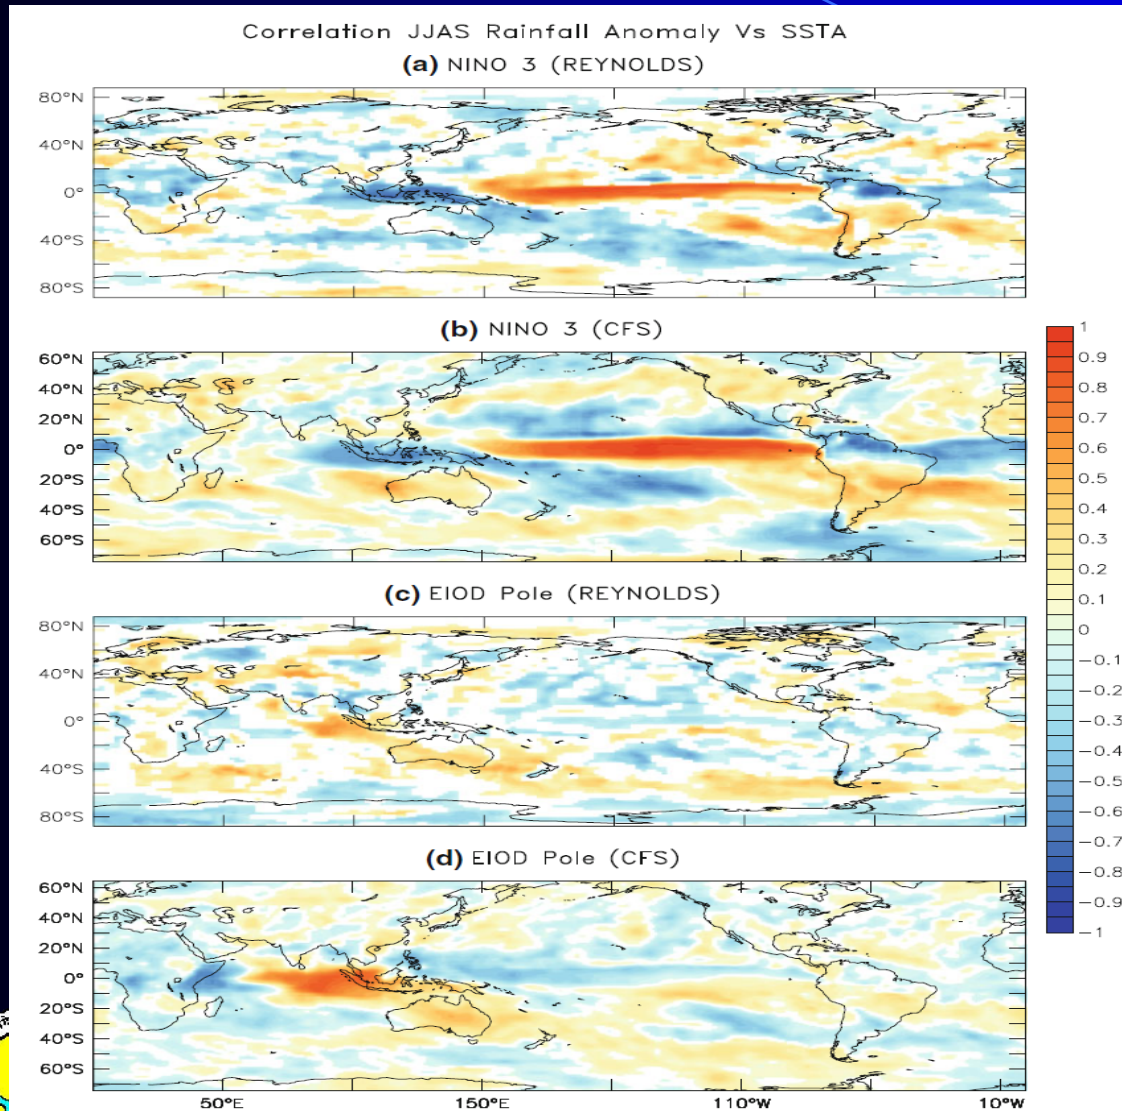 Correlation JJAS Rainfall Anomaly Vs SSTA
(a) NINO 3 (REYNOLDS)
80°N
40°N
0°
40°S
80°S
(b) NINO 3 (CFS)
60°N
40°N
20°N
0°
20°S
40°S
60°S
1
0.9
0.8
0.7
0.6
0.5
0.4
0.3
0.2
0.1
0
−0.1
−0.2
−0.3
−0.4
−0.5
−0.6
−0.7
−0.8
−0.9
−1
(c) EIOD Pole (REYNOLDS)
80°N
40°N
0°
40°S
80°S
(d) EIOD Pole (CFS)
60°N
40°N
20°N
0°
20°S
40°S
60°S
50°E 150°E 110°W 10°W